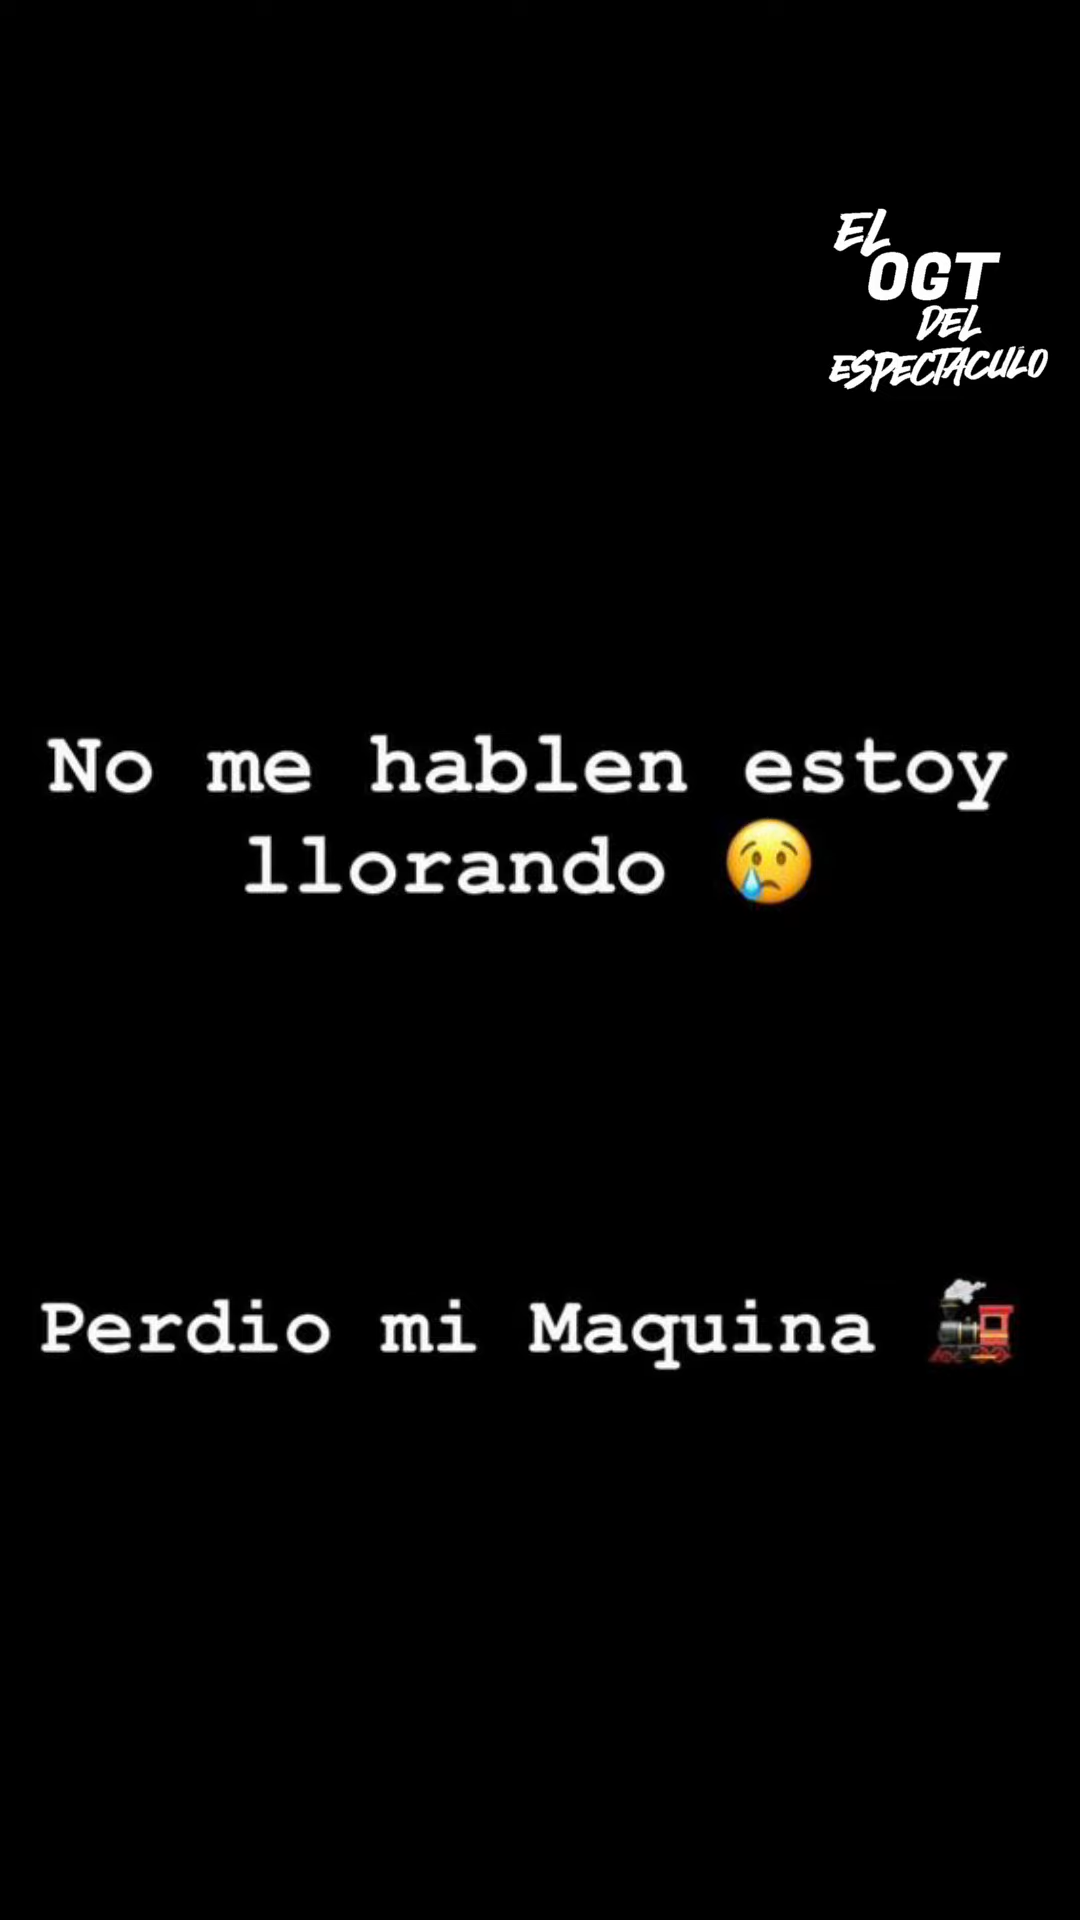 EL
OGT
DEL
ESPECTACULO
No me hablen estoy
llorando 😢
Perdio mi Maquina 🚂